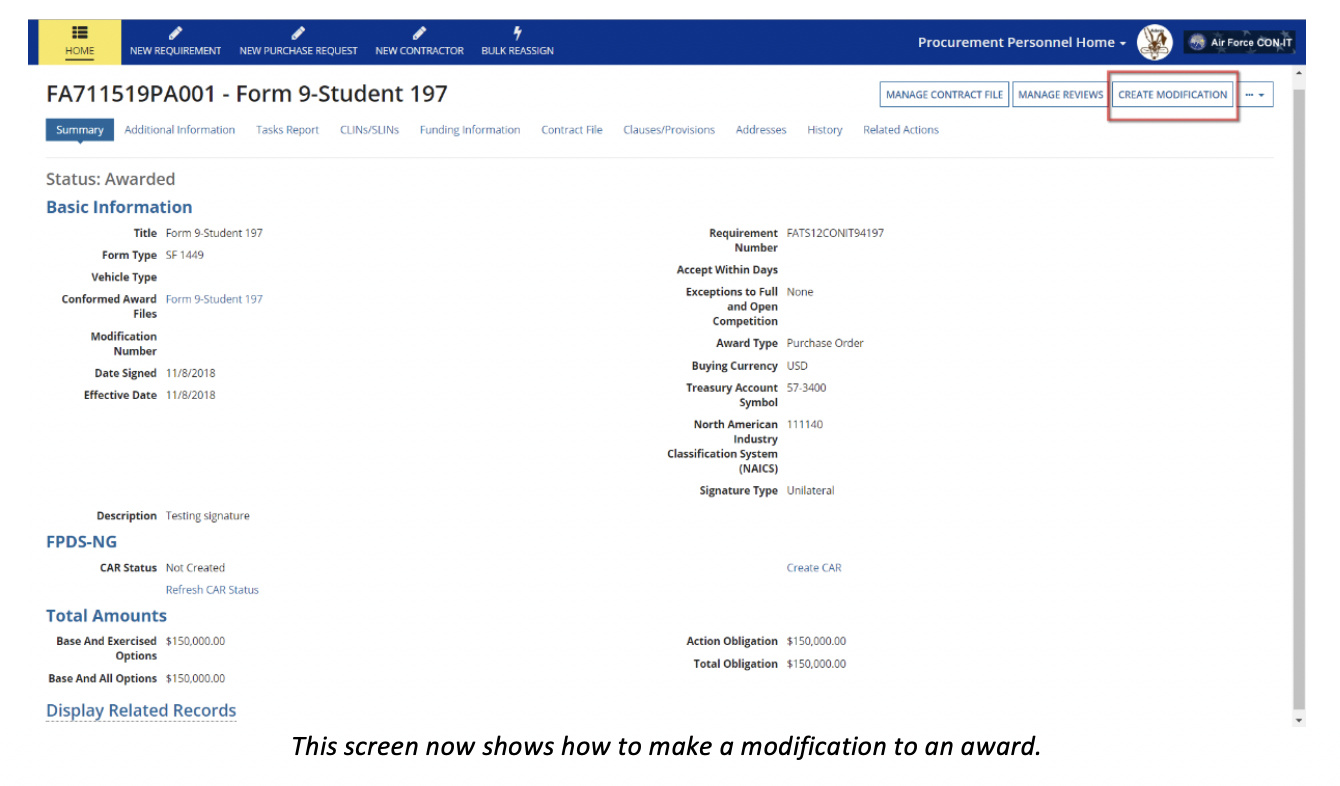 HOME
NEW REQUIREMENT
NEW PURCHASE REQUEST
NEW CONTRACTOR
BULK REASSIGN
Procurement Personnel Home
Air Force CON-IT
FA711519PA001 - Form 9-Student 197
MANAGE CONTRACT FILE
MANAGE REVIEWS
CREATE MODIFICATION
...
Summary
Additional Information
Tasks Report
CLINs/SLINs
Funding Information
Contract File
Clauses/Provisions
Addresses
History
Related Actions
Status: Awarded
Basic Information
Title Form 9-Student 197
Form Type SF 1449
Vehicle Type
Conformed Award Form 9-Student 197
Files
Modification
Number
Date Signed 11/8/2018
Effective Date 11/8/2018
Requirement FATS12CONIT94197
Number
Accept Within Days
Exceptions to Full None
and Open
Competition
Award Type Purchase Order
Buying Currency USD
Treasury Account 57-3400
Symbol
North American 111140
Industry
Classification System
(NAICS)
Signature Type Unilateral
Description Testing signature
FPDS-NG
CAR Status Not Created
Refresh CAR Status
Create CAR
Total Amounts
Base And Exercised $150,000.00
Options
Base And All Options $150,000.00
Action Obligation $150,000.00
Total Obligation $150,000.00
Display Related Records
This screen now shows how to make a modification to an award.